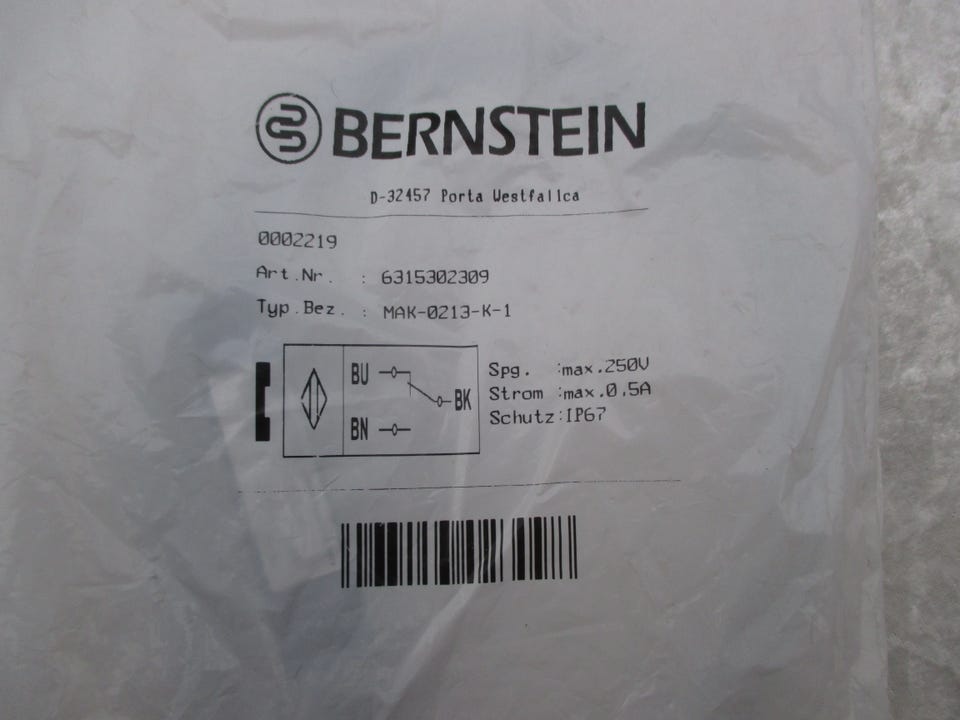 BERNSTEIN
D-32457 Porta Westfalica
0002219
Art.Nr. : 6315302309
Typ.Bez. : MAK-0213-K-1
BU
BK
BN
Spg. :max.250V
Strom :max.0,5A
Schutz:IP67